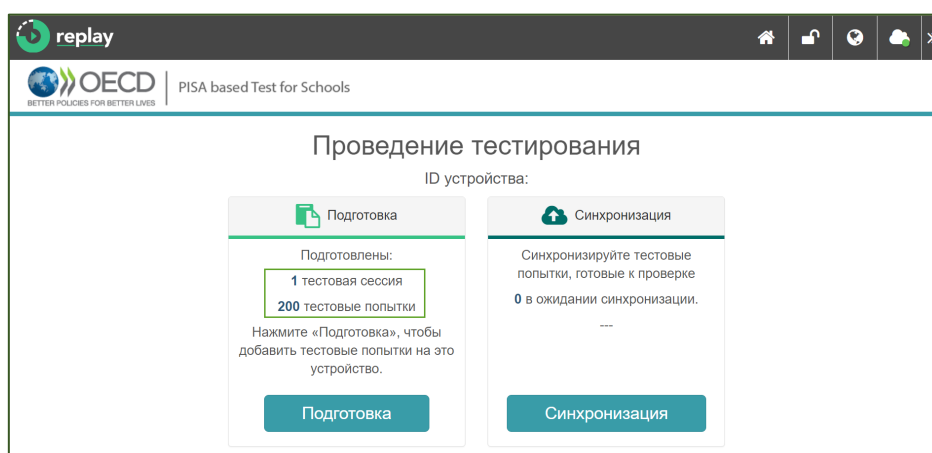 replay
OECD
BETTER POLICIES FOR BETTER LIVES
PISA based Test for Schools
Проведение тестирования
ID устройства:
Подготовка
Подготовлены:
1 тестовая сессия
200 тестовые попытки
Нажмите «Подготовка», чтобы
добавить тестовые попытки на это
устройство.
Подготовка
Синхронизация
Синхронизируйте тестовые
попытки, готовые к проверке
0 в ожидании синхронизации.
---
Синхронизация